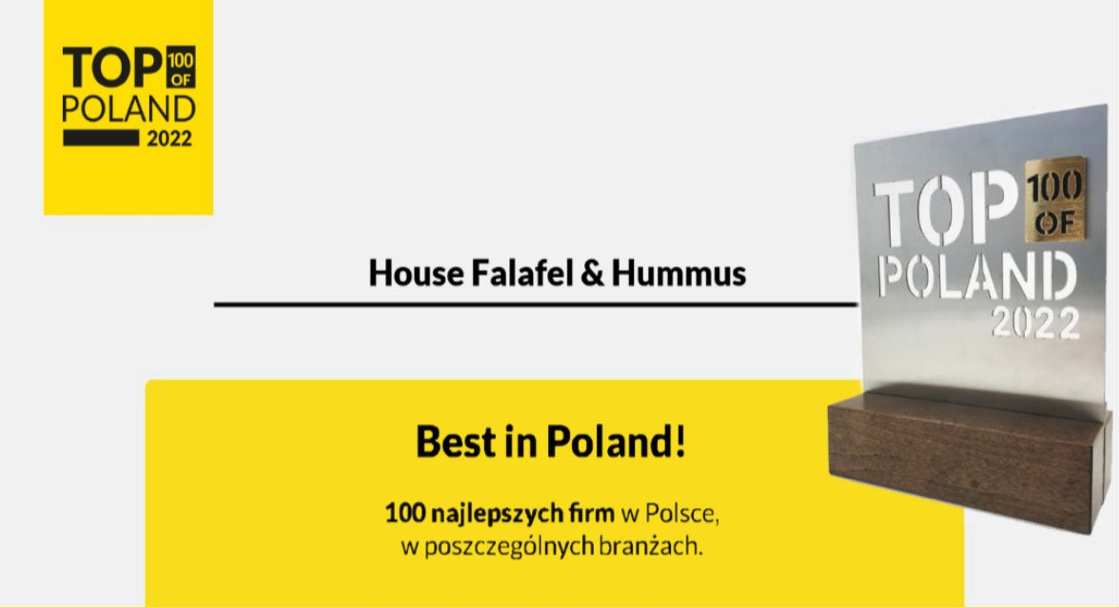 TOP 100
OF
POLAND
2022
House Falafel & Hummus
Best in Poland!
100 najlepszych firm w Polsce,
w poszczególnych branżach.
TOP 100
OF
POLAND
2022